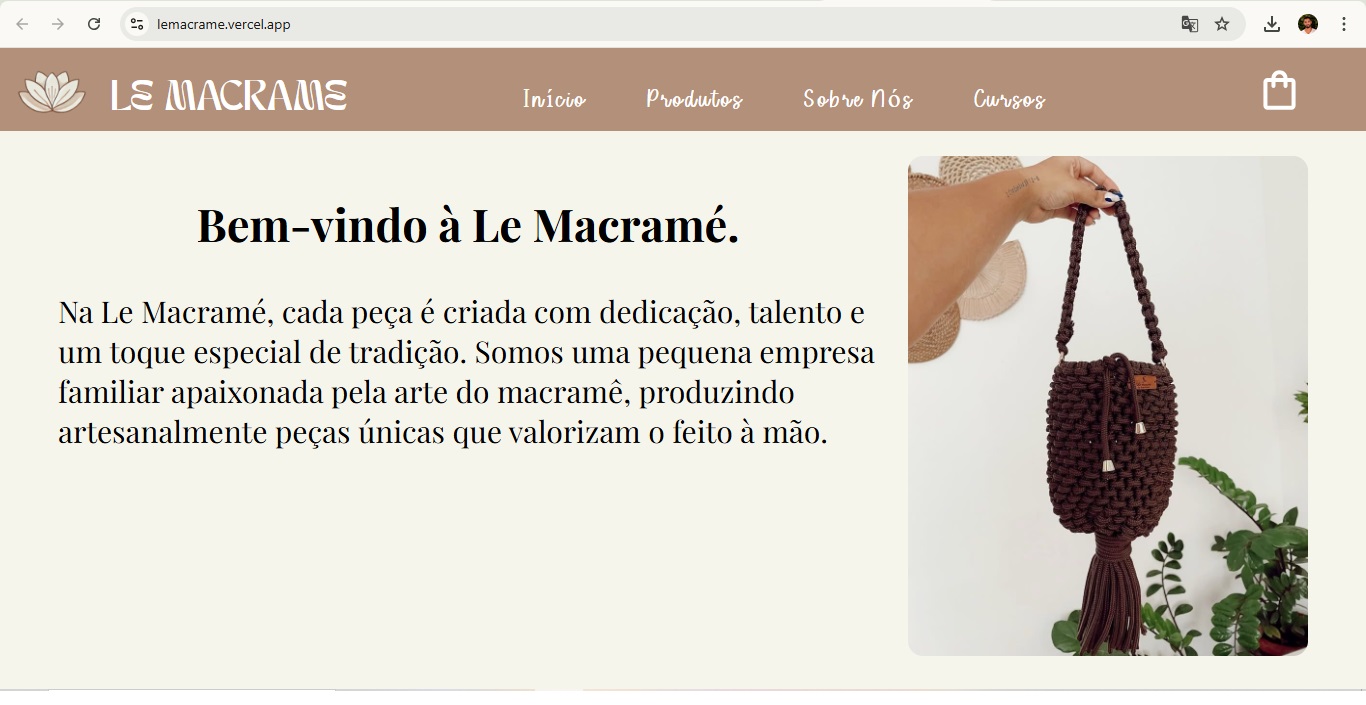 lemacrame.vercel.app
LE MACRAME
Início Produtos Sobre Nós Cursos
Bem-vindo à Le Macramé.
Na Le Macramé, cada peça é criada com dedicação, talento e
um toque especial de tradição. Somos uma pequena empresa
familiar apaixonada pela arte do macramê, produzindo
artesanalmente peças únicas que valorizam o feito à mão.